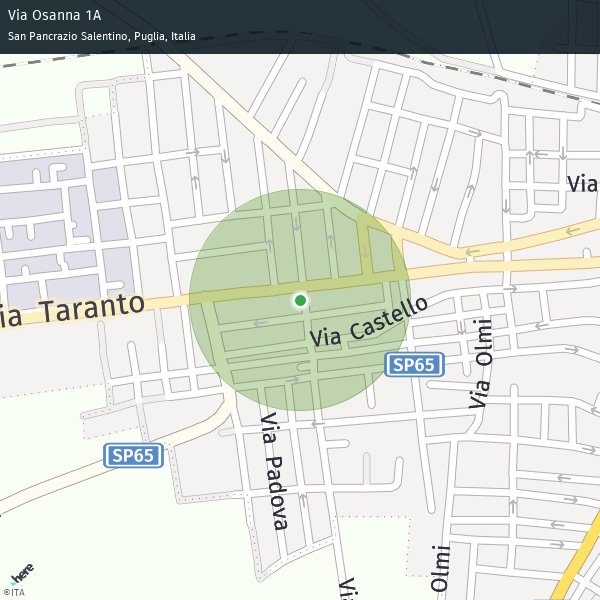 Via Osanna 1A
San Pancrazio Salentino, Puglia, Italia
Via
ia Taranto
Via Castello
SP65
Via Olmi
SP65
Via Padova
Olmi
Via
here
©ITA